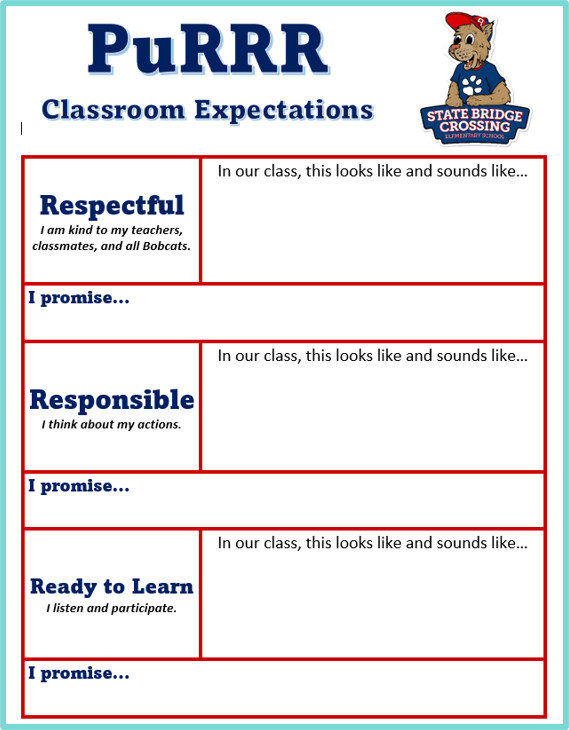 PuRRR
Classroom Expectations
STATE BRIDGE
CROSSING
ELEMENTARY SCHOOL
Respectful
I am kind to my teachers,
classmates, and all Bobcats.
In our class, this looks like and sounds like...
I promise...
Responsible
I think about my actions.
In our class, this looks like and sounds like...
I promise...
Ready to Learn
I listen and participate.
In our class, this looks like and sounds like...
I promise...